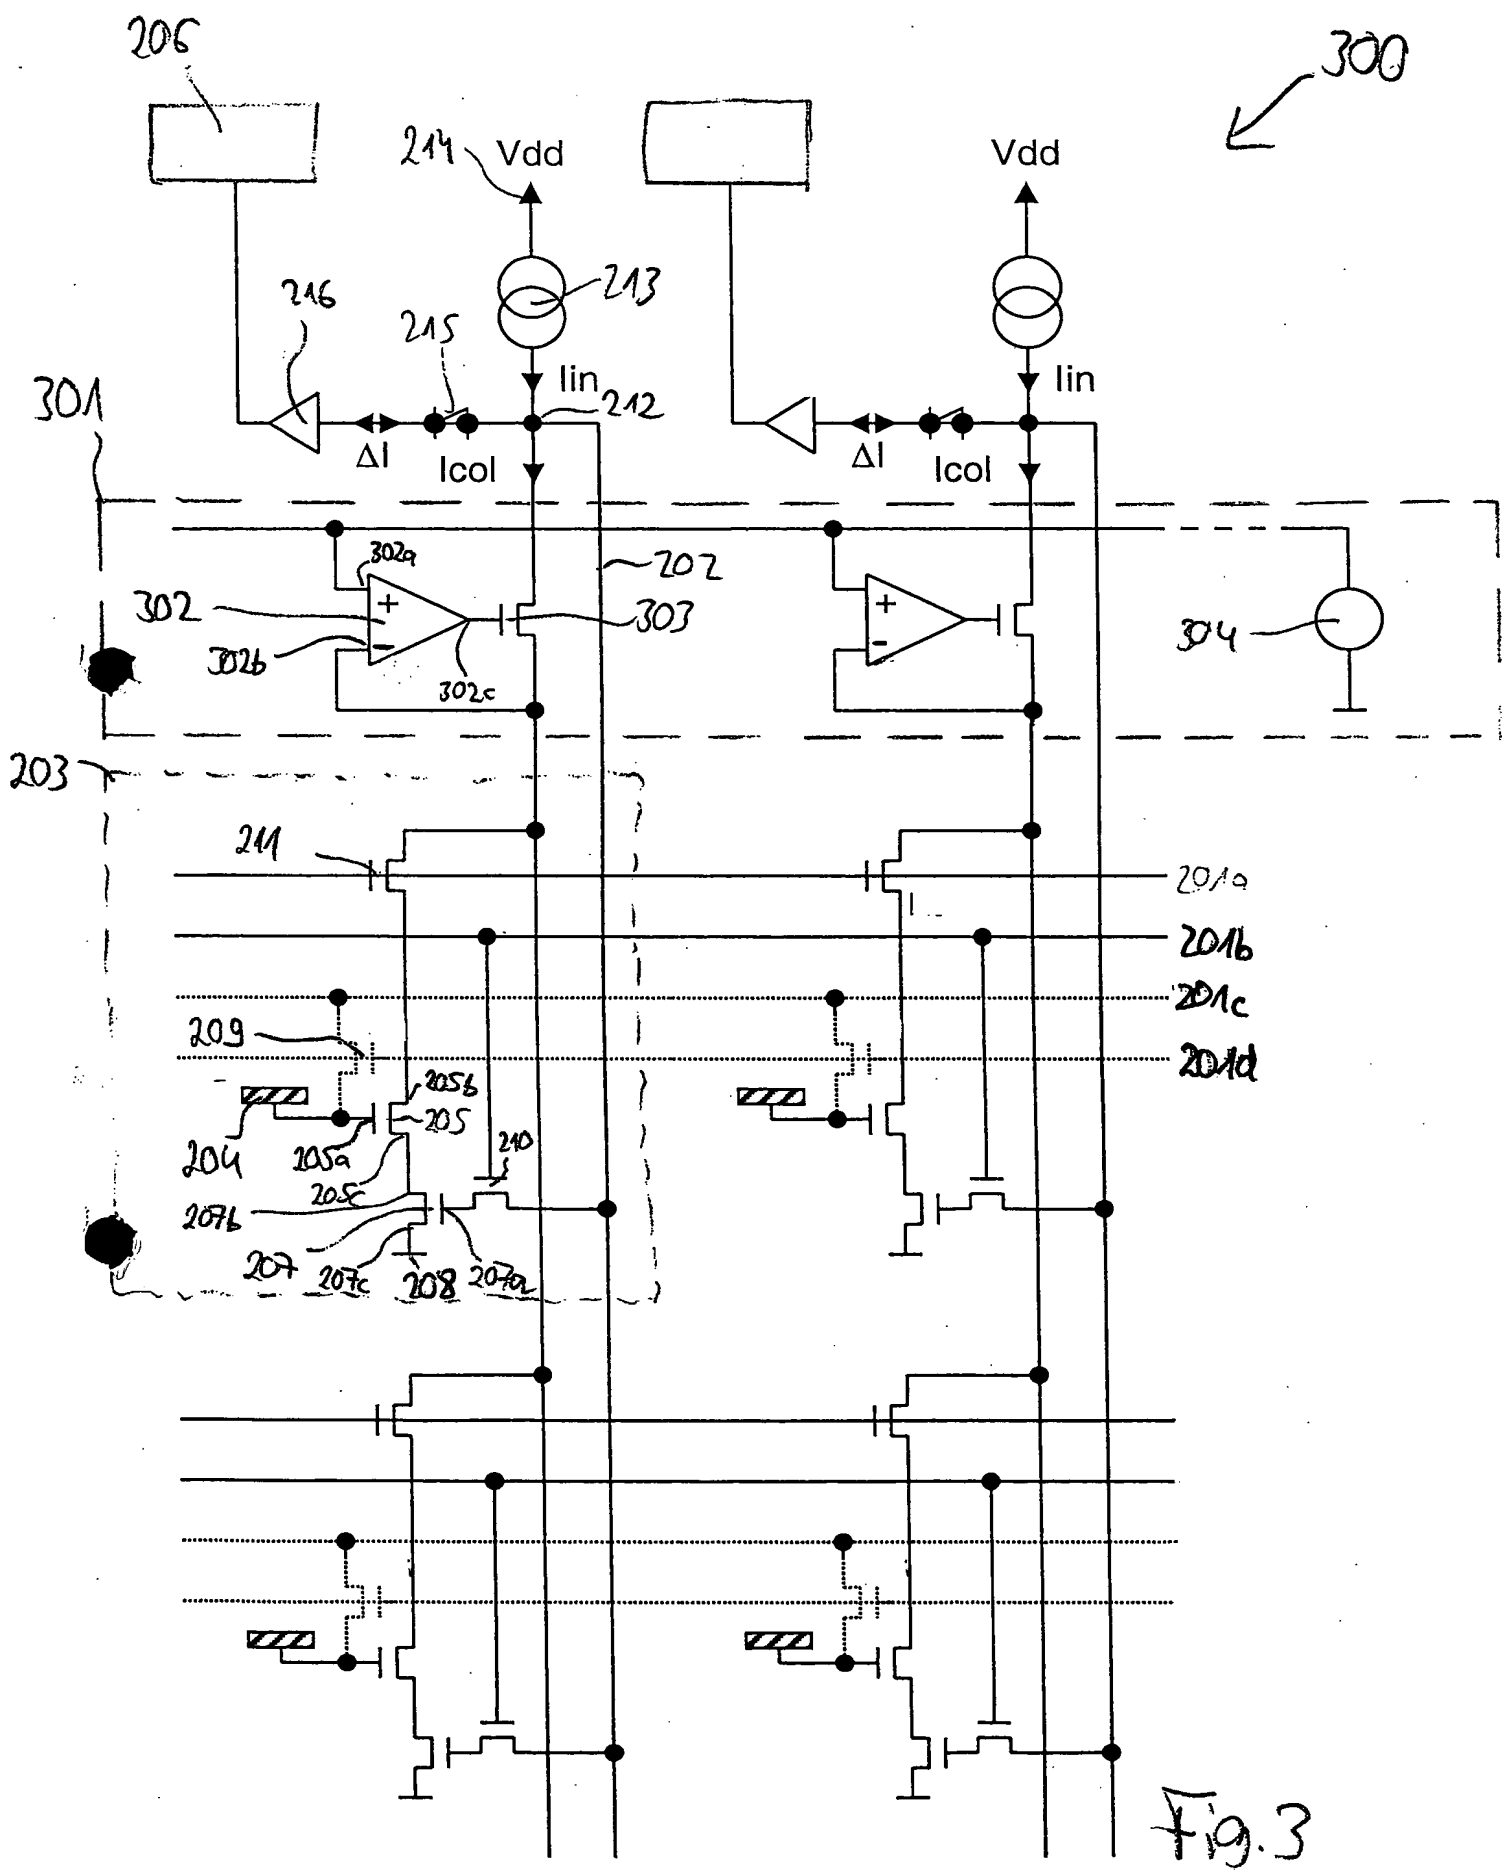 206
300
214 Vdd
Vdd
213
216
215
Iin
Iin
301
212
ΔI
Icol
ΔI
Icol
302a
202
302
+
303
+
304
302b
-
-
302c
203
211
201a
201b
201c
209
201d
205b
205
204
205a
210
205c
207b
207
207c
208
207a
Fig.3